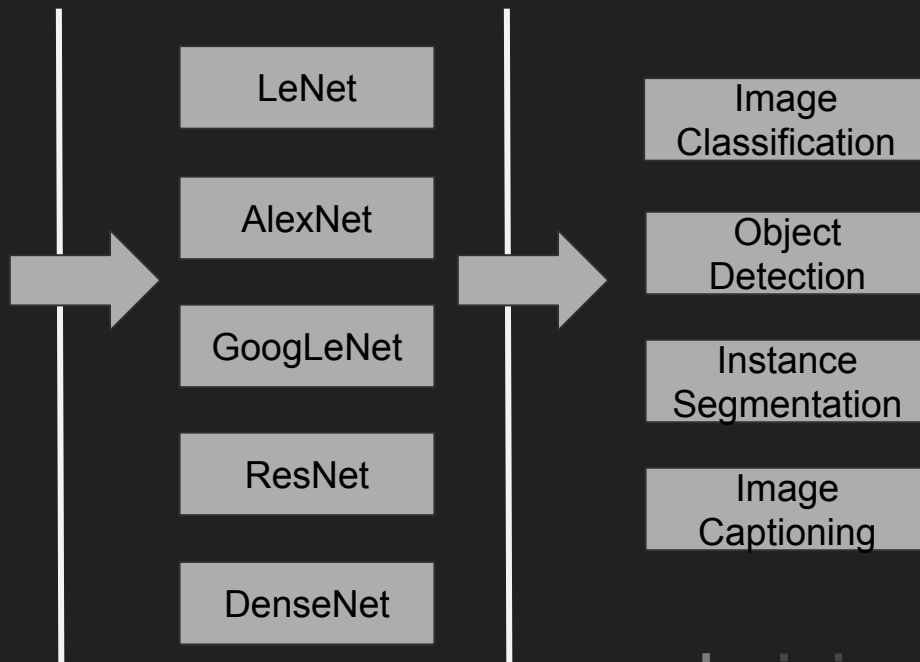 LeNet
AlexNet
GoogLeNet
ResNet
DenseNet
Image
Classification
Object
Detection
Instance
Segmentation
Image
Captioning